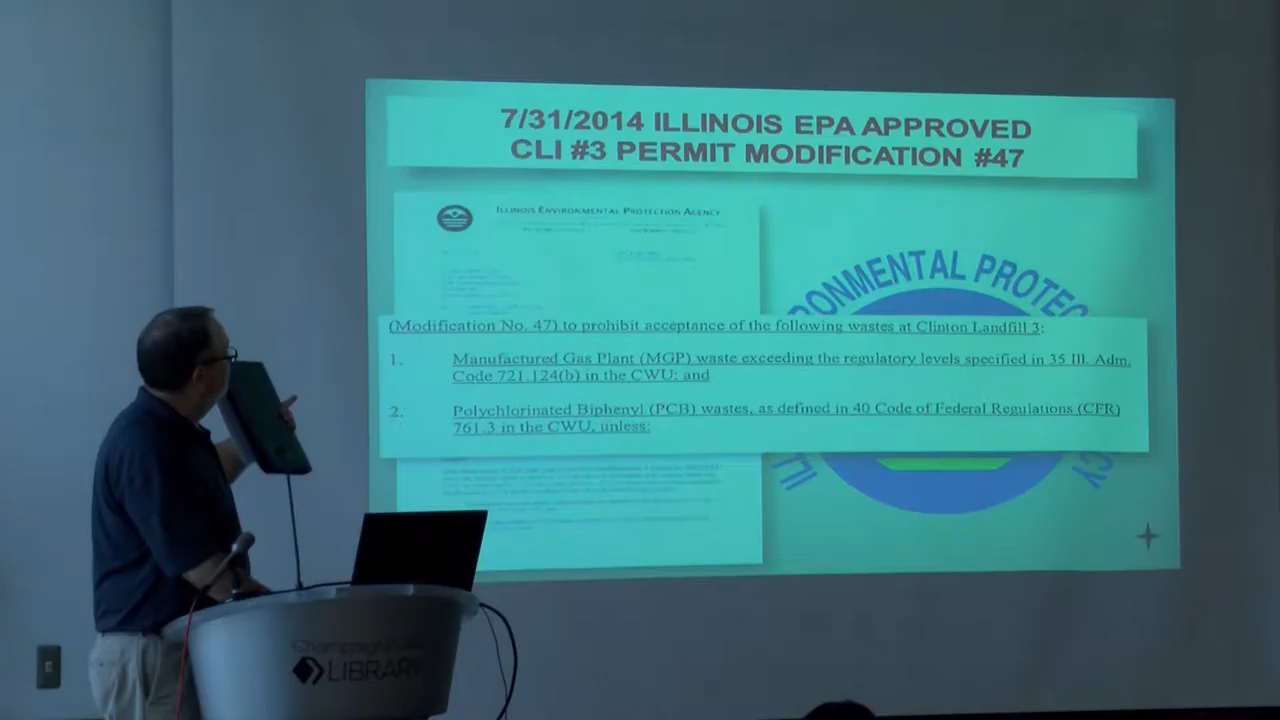 7/31/2014 ILLINOIS EPA APPROVED
CLI #3 PERMIT MODIFICATION #47
ILLINOIS ENVIRONMENTAL PROTECTION AGENCY
ONMENTAL PROTEC
(Modification No. 47) to prohibit acceptance of the following wastes at Clinton Landfill 3:
1. Manufactured Gas Plant (MGP) waste exceeding the regulatory levels specified in 35 Ill. Adm.
Code 721.124(b) in the CWU; and
2. Polychlorinated Biphenyl (PCB) wastes, as defined in 40 Code of Federal Regulations (CFR)
761.3 in the CWU, unless:
ILL
CY
Champaign
LIBRARY